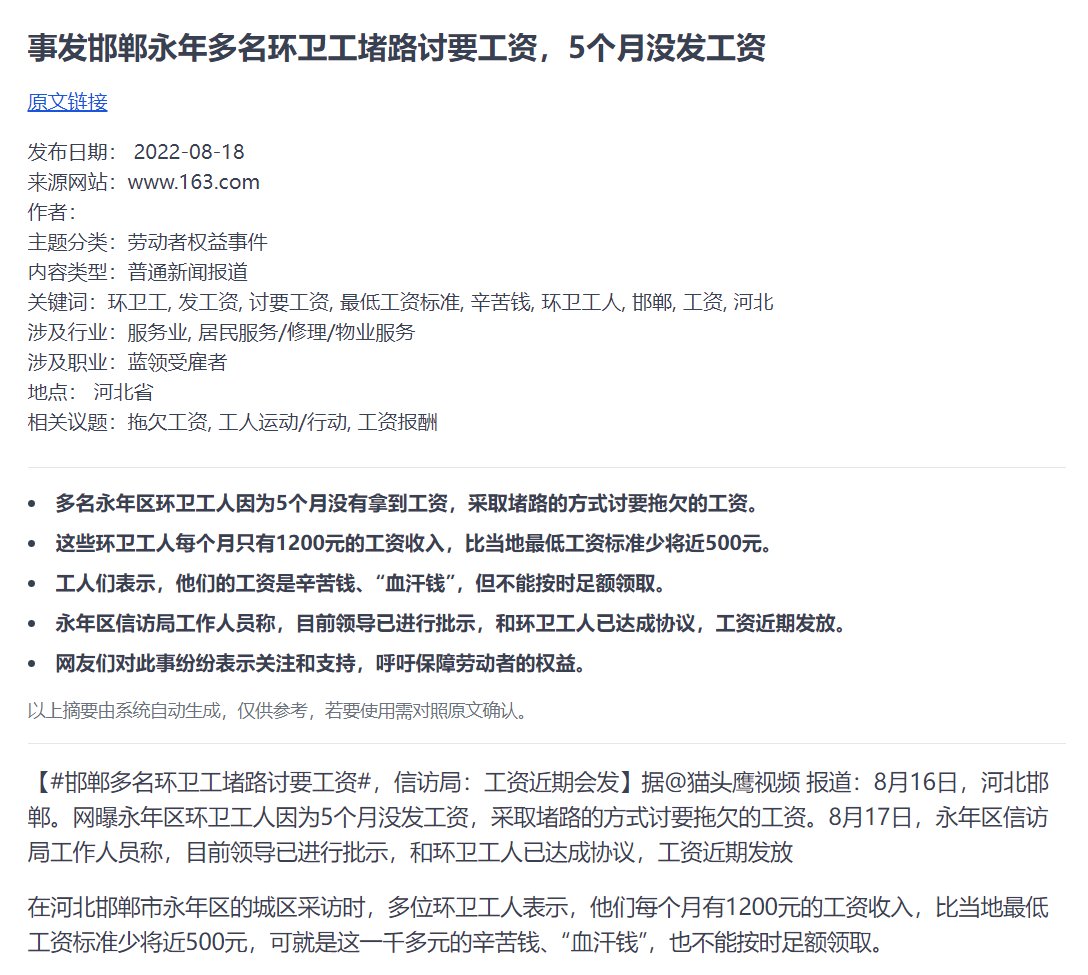 事发邯郸永年多名环卫工堵路讨要工资，5个月没发工资
原文链接
发布日期： 2022-08-18
来源网站：www.163.com
作者：
主题分类：劳动者权益事件
内容类型：普通新闻报道
关键词：环卫工, 发工资, 讨要工资, 最低工资标准, 辛苦钱, 环卫工人, 邯郸, 工资, 河北
涉及行业：服务业, 居民服务/修理/物业服务
涉及职业：蓝领受雇者
地点： 河北省
相关议题：拖欠工资, 工人运动/行动, 工资报酬
• 多名永年区环卫工人因为5个月没有拿到工资，采取堵路的方式讨要拖欠的工资。
• 这些环卫工人每个月只有1200元的工资收入，比当地最低工资标准少将近500元。
• 工人们表示，他们的工资是辛苦钱、“血汗钱”，但不能按时足额领取。
• 永年区信访局工作人员称，目前领导已进行批示，和环卫工人已达成协议，工资近期发放。
• 网友们对此事纷纷表示关注和支持，呼吁保障劳动者的权益。
以上摘要由系统自动生成，仅供参考，若要使用需对照原文确认。
【#邯郸多名环卫工堵路讨要工资#，信访局：工资近期会发】据@猫头鹰视频 报道：8月16日，河北邯
郸。网曝永年区环卫工人因为5个月没发工资，采取堵路的方式讨要拖欠的工资。8月17日，永年区信访
局工作人员称，目前领导已进行批示，和环卫工人已达成协议，工资近期发放
在河北邯郸市永年区的城区采访时，多位环卫工人表示，他们每个月有1200元的工资收入，比当地最低
工资标准少将近500元，可就是这一千多元的辛苦钱、“血汗钱”，也不能按时足额领取。